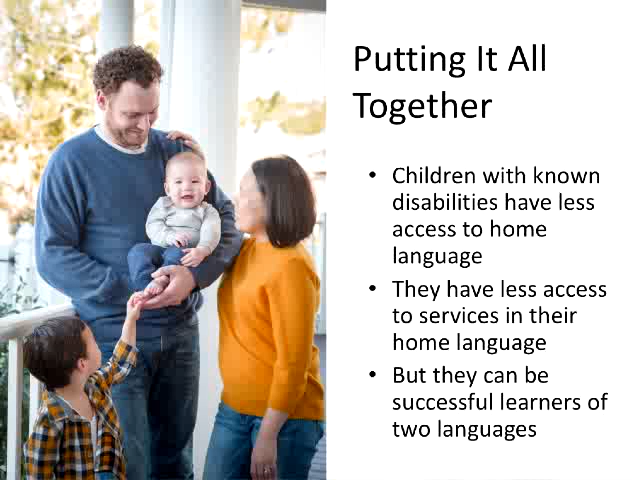 Putting It All
Together
• Children with known
disabilities have less
access to home
language
• They have less access
to services in their
home language
• But they can be
successful learners of
two languages